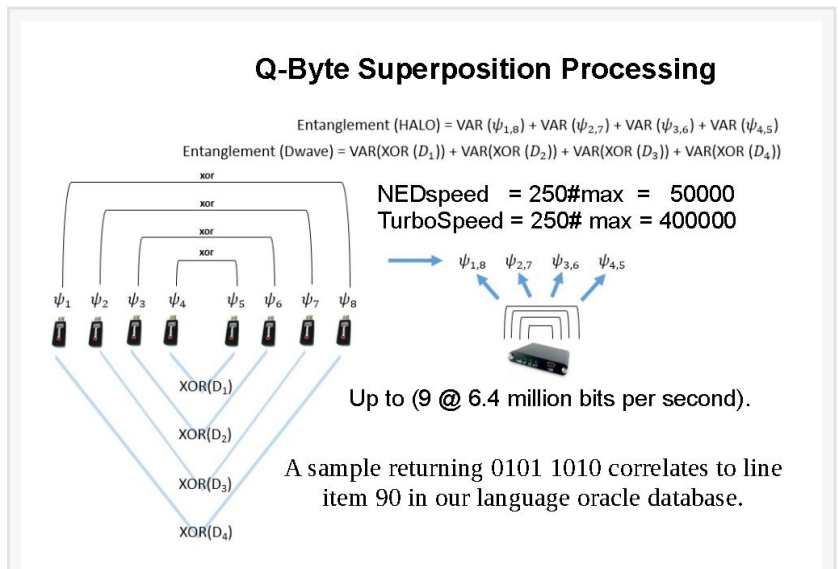 Q-Byte Superposition Processing
Entanglement (HALO) = VAR (ψ1,8) + VAR (ψ2,7) + VAR (ψ3,6) + VAR (ψ4,5)
Entanglement (Dwave) = VAR(XOR (D1)) + VAR(XOR (D2)) + VAR(XOR (D3)) + VAR(XOR (D4))
xor
xor
xor
xor
NEDspeed = 250#max = 50000
TurboSpeed = 250# max = 400000
ψ1,8 ψ2,7 ψ3,6 ψ4,5
ψ1 ψ2 ψ3 ψ4 ψ5 ψ6 ψ7 ψ8
XOR(D1)
XOR(D2)
XOR(D3)
XOR(D4)
Up to (9 @ 6.4 million bits per second).
A sample returning 0101 1010 correlates to line
item 90 in our language oracle database.